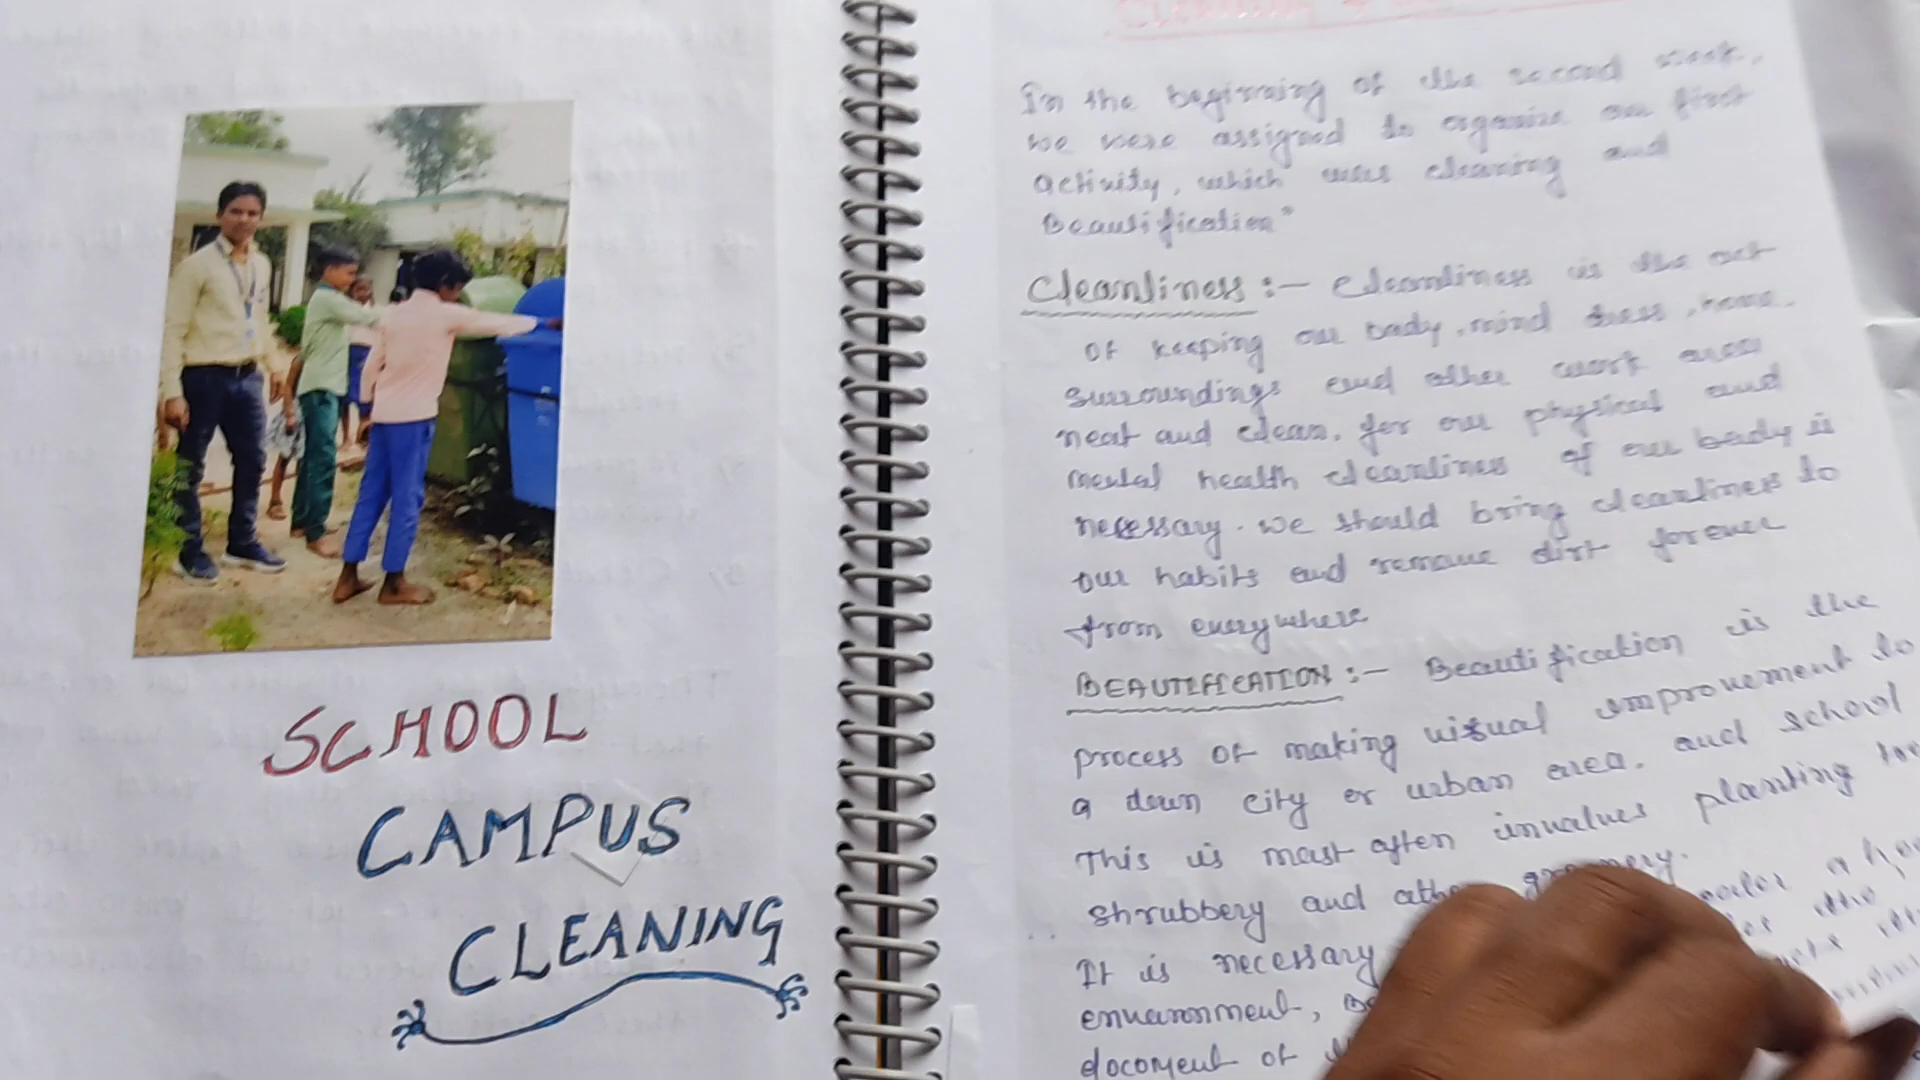 SCHOOL
CAMPUS
CLEANING
In the beginning of the second week,
we were assigned to organize our first
activity, which was cleaning and
Beautification"
Cleanliness :- Cleanliness is the act
of keeping our body, mind dress, home,
surroundings and other work area
neat and clean. for our physical and
mental health cleanliness of our body is
necessary. we should bring cleanliness to
our habits and remove dirt forever
from everywhere
BEAUTIFICATION :- Beautification is the
process of making visual improvement to
a down city or urban area. and school
This is most often involves planting
shrubbery and
It is necessary
document of